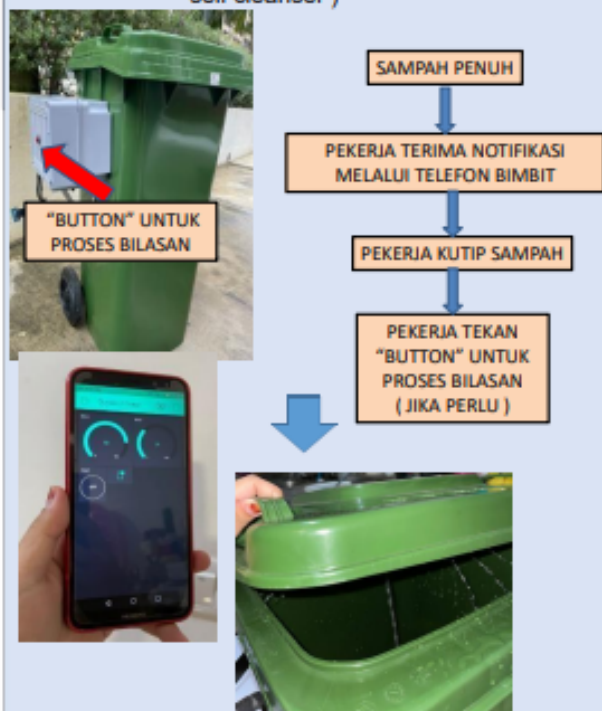 SAMPAH PENUH
PEKERJA TERIMA NOTIFIKASI
MELALUI TELEFON BIMBIT
"BUTTON" UNTUK
PROSES BILASAN
PEKERJA KUTIP SAMPAH
PEKERJA TEKAN
"BUTTON" UNTUK
PROSES BILASAN
( JIKA PERLU )